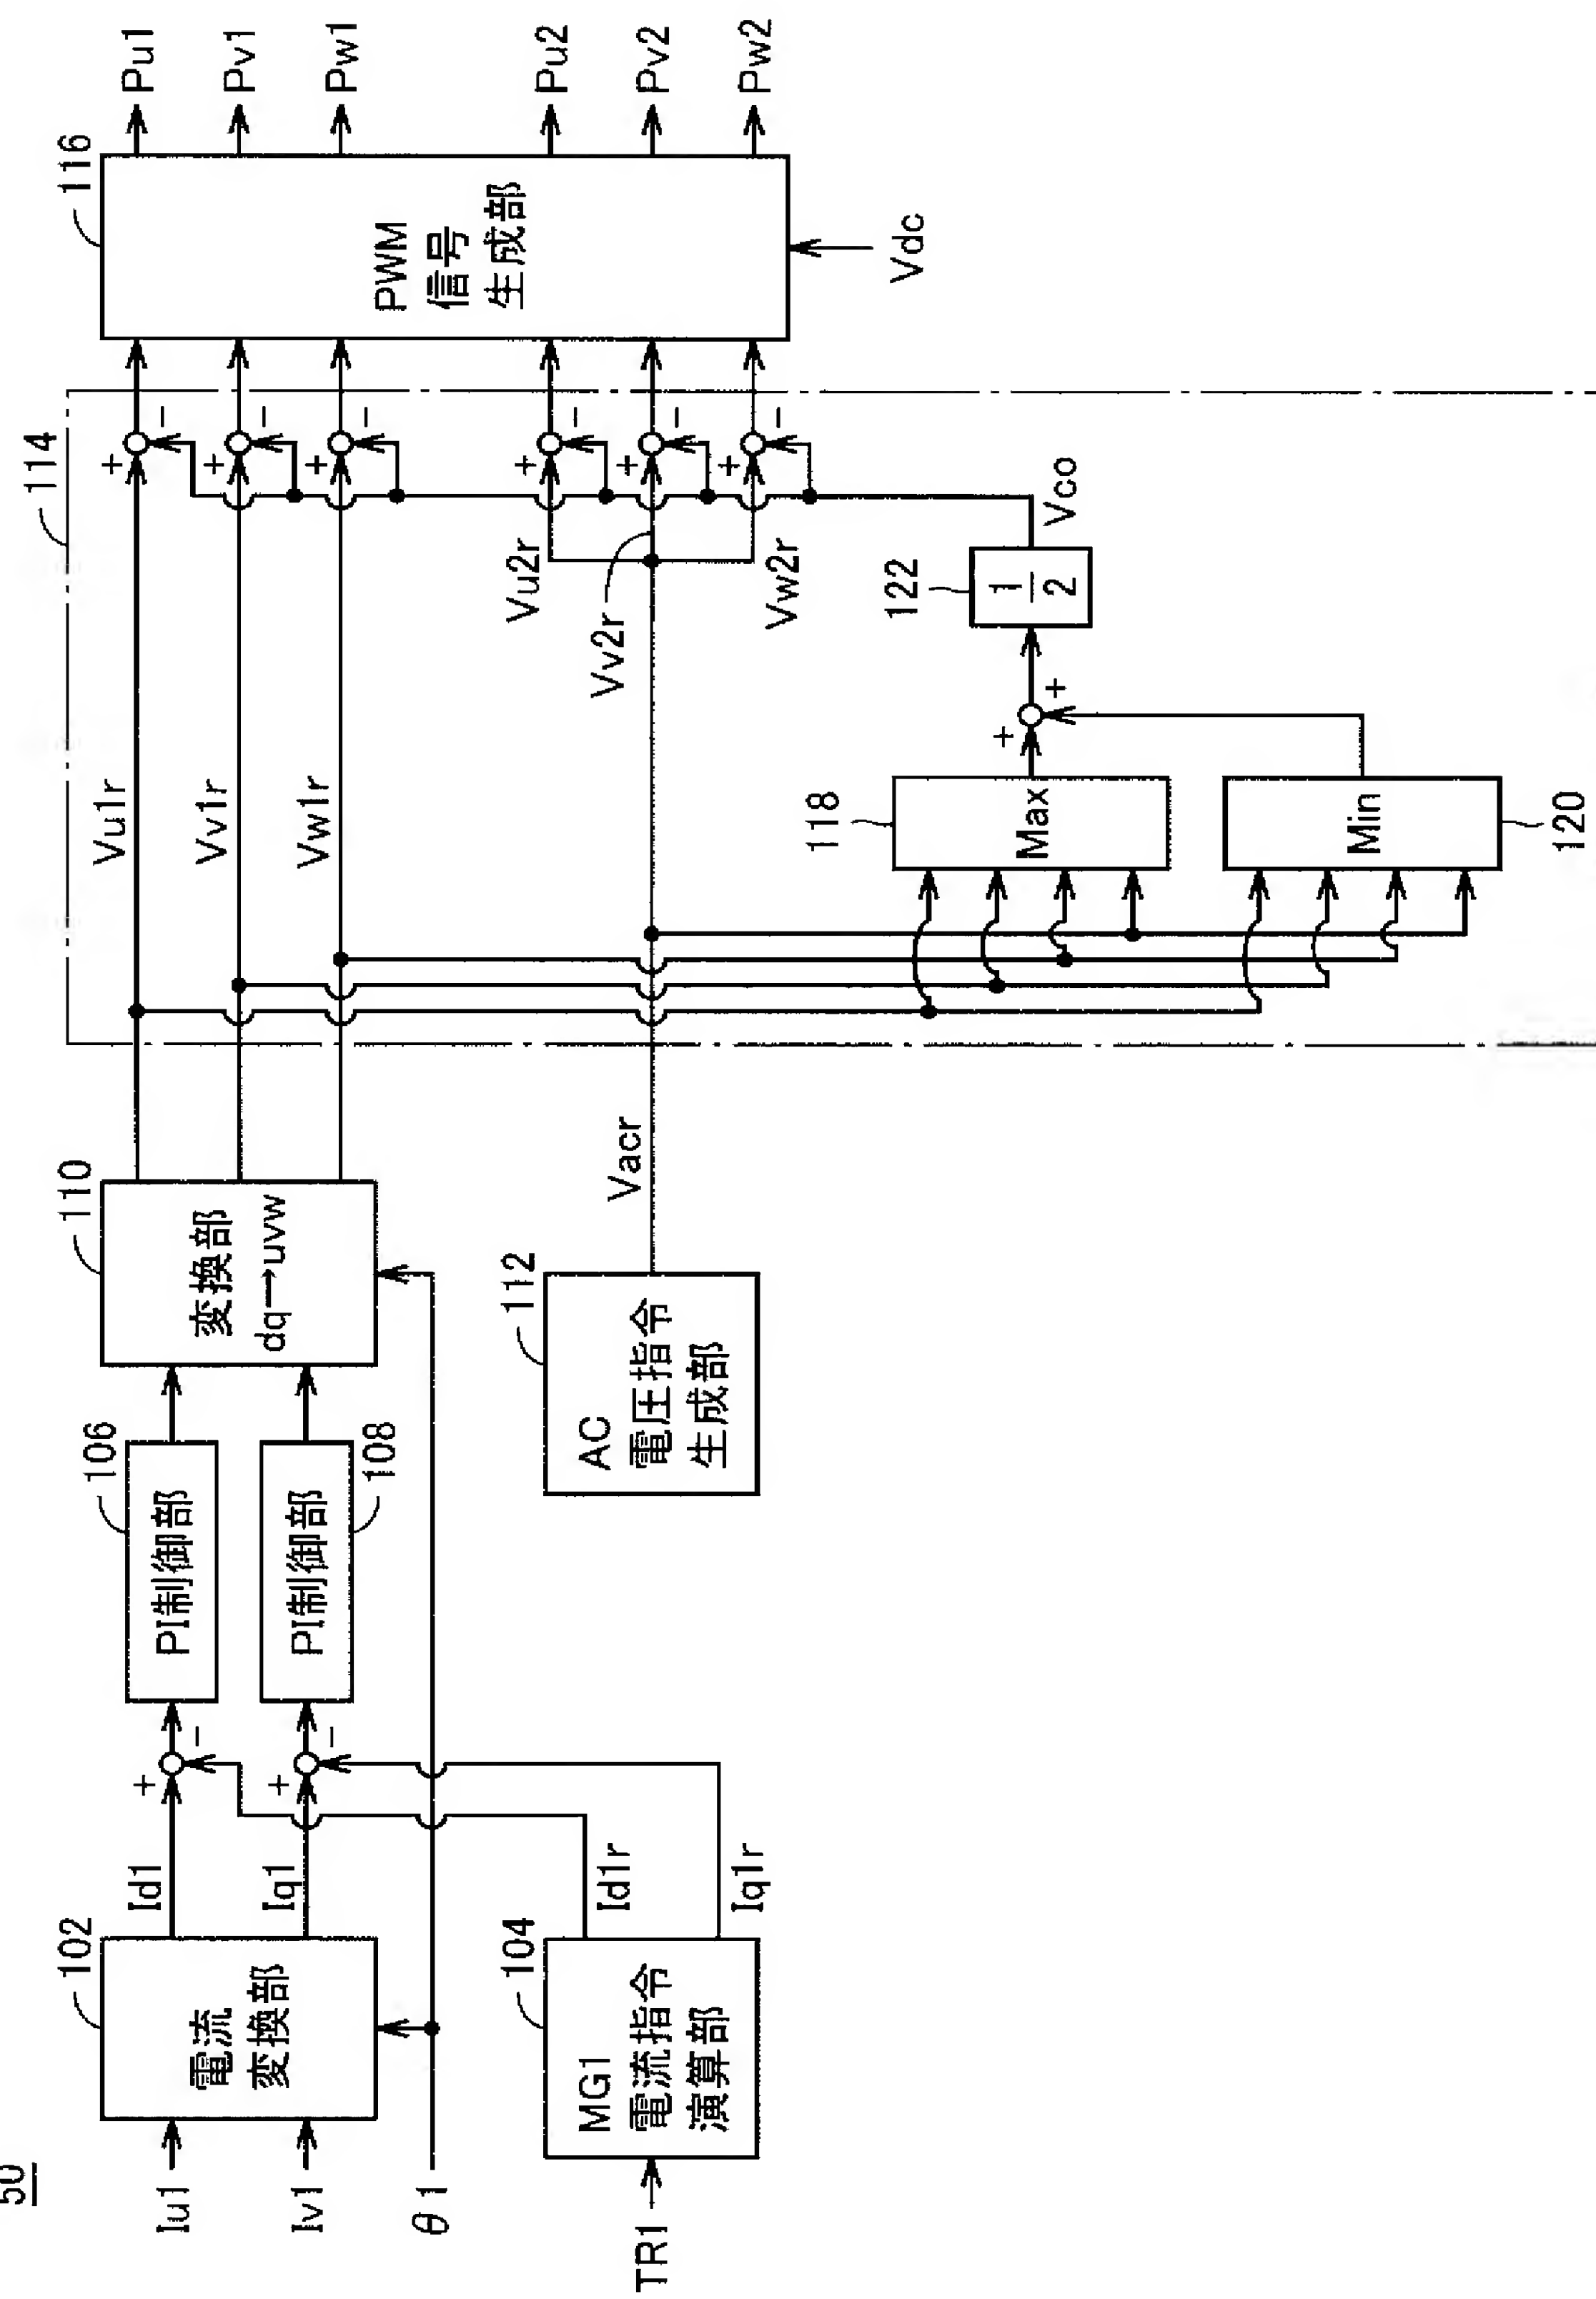 50
Iu1
Iv1
θ1
TR1
102
電流
変換部
104
MG1
電流指令
演算部
Id1
Iq1
Id1r
Iq1r
+
-
+
-
106
PI制御部
PI制御部
108
110
変換部
dq→uvw
112
AC
電圧指令
生成部
Vacr
114
Vu1r
Vv1r
Vw1r
118
Max
Min
120
+
+
122
1
2
Vco
Vu2r
Vv2r
Vw2r
+
-
+
-
+
-
+
-
+
-
+
-
116
PWM
信号
生成部
Vdc
Pu1
Pv1
Pw1
Pu2
Pv2
Pw2